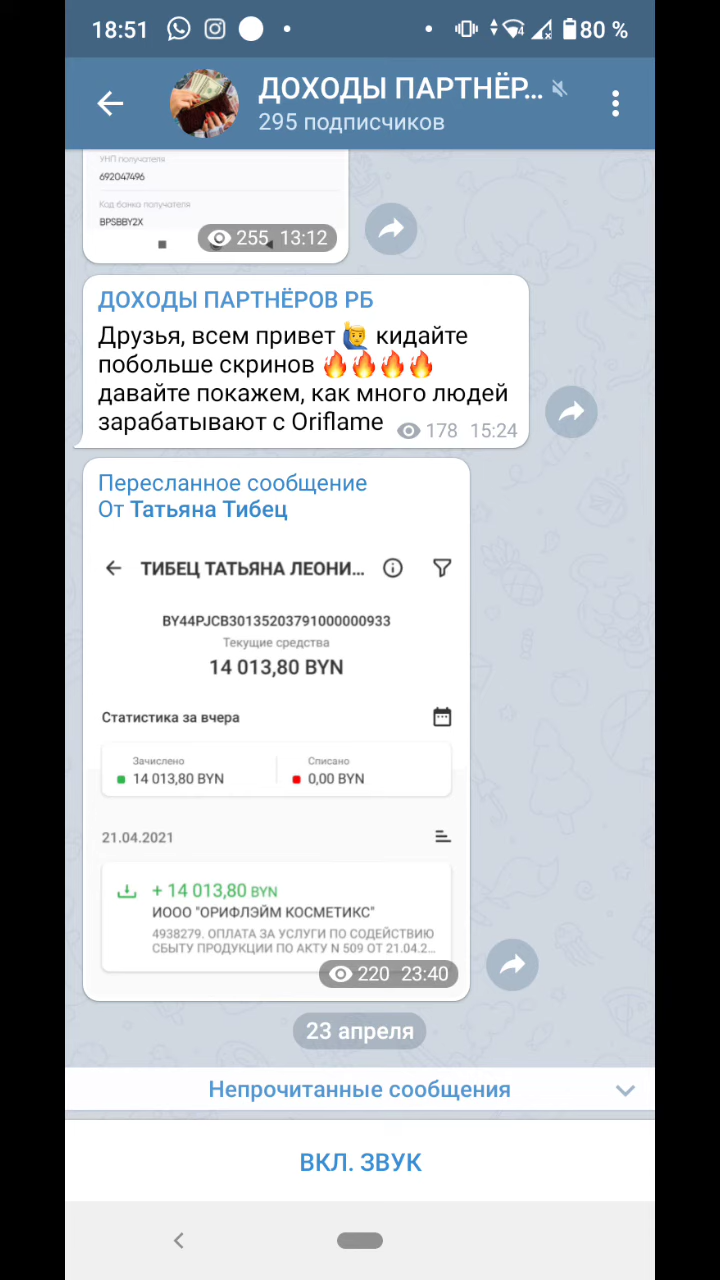 18:51
80 %
ДОХОДЫ ПАРТНЁР...
295 подписчиков
УНП получателя
692047496
Код банка получателя
BPSBBY2X
255 13:12
ДОХОДЫ ПАРТНЁРОВ РБ
Друзья, всем привет 🙋‍♂️ кидайте
побольше скринов 🔥🔥🔥🔥
давайте покажем, как много людей
зарабатывают с Oriflame
178 15:24
Пересланное сообщение
От Татьяна Тибец
ТИБЕЦ ТАТЬЯНА ЛЕОНИ...
BY44PJCB30135203791000000933
Текущие средства
14 013,80 BYN
Статистика за вчера
Зачислено
14 013,80 BYN
Списано
0,00 BYN
21.04.2021
+ 14 013,80 BYN
ИООО "ОРИФЛЭЙМ КОСМЕТИКС"
4938279. ОПЛАТА ЗА УСЛУГИ ПО СОДЕЙСТВИЮ
СБЫТУ ПРОДУКЦИИ ПО АКТУ N 509 ОТ 21.04.2...
220 23:40
23 апреля
Непрочитанные сообщения
ВКЛ. ЗВУК